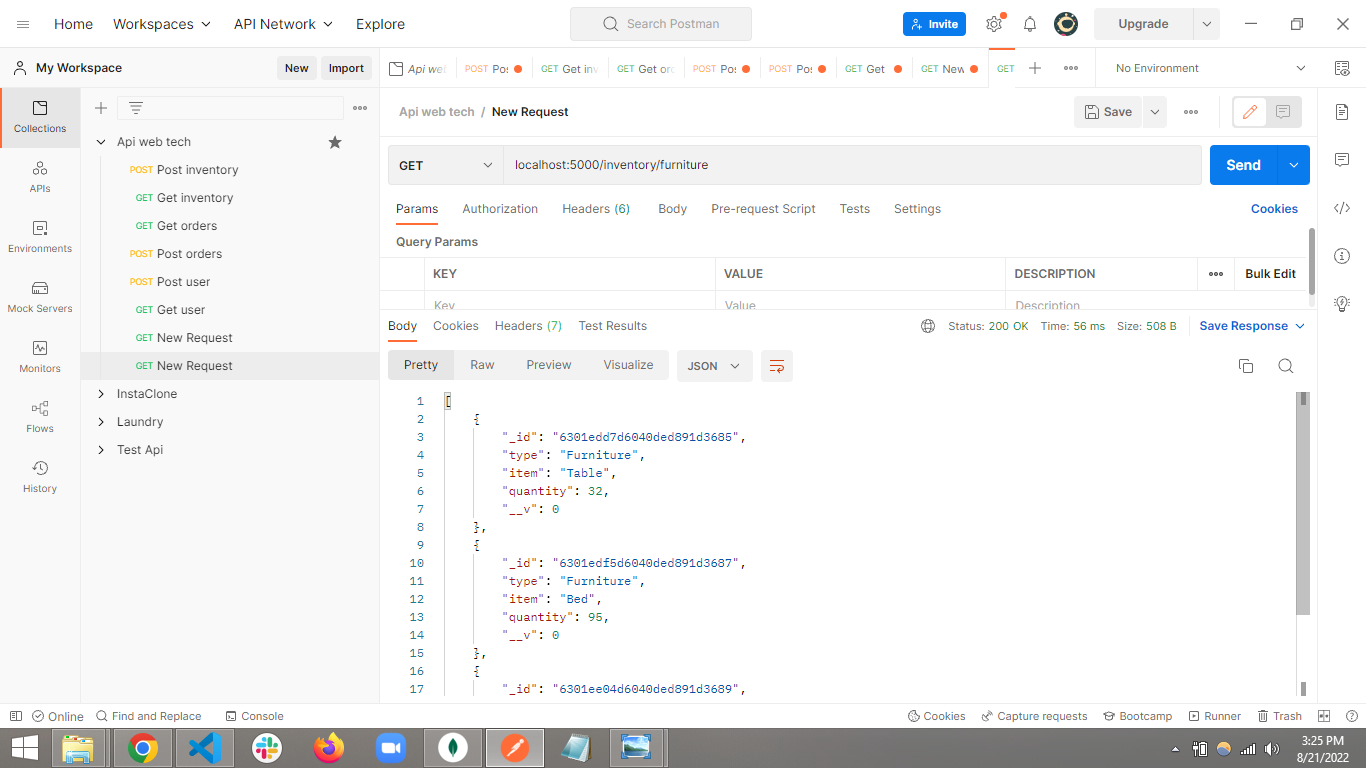 Home Workspaces API Network Explore Search Postman Invite Upgrade
My Workspace New Import
Api we POST Pos GET Get inv GET Get or POST Pos POST Pos GET Get GET New GET No Environment
Collections
APIs
Environments
Mock Servers
Monitors
Flows
History
Api web tech
POST Post inventory
GET Get inventory
GET Get orders
POST Post orders
POST Post user
GET Get user
GET New Request
GET New Request
InstaClone
Laundry
Test Api
Api web tech / New Request Save
GET localhost:5000/inventory/furniture Send
Params Authorization Headers (6) Body Pre-request Script Tests Settings Cookies
Query Params
KEY VALUE DESCRIPTION Bulk Edit
Key Value Description
Body Cookies Headers (7) Test Results Status: 200 OK Time: 56 ms Size: 508 B Save Response
Pretty Raw Preview Visualize JSON
1 [
2 {
3 "_id": "6301edd7d6040ded891d3685",
4 "type": "Furniture",
5 "item": "Table",
6 "quantity": 32,
7 "__v": 0
8 },
9 {
10 "_id": "6301edf5d6040ded891d3687",
11 "type": "Furniture",
12 "item": "Bed",
13 "quantity": 95,
14 "__v": 0
15 },
16 {
17 "_id": "6301ee04d6040ded891d3689",
Online Find and Replace Console Cookies Capture requests Bootcamp Runner Trash
3:25 PM
8/21/2022